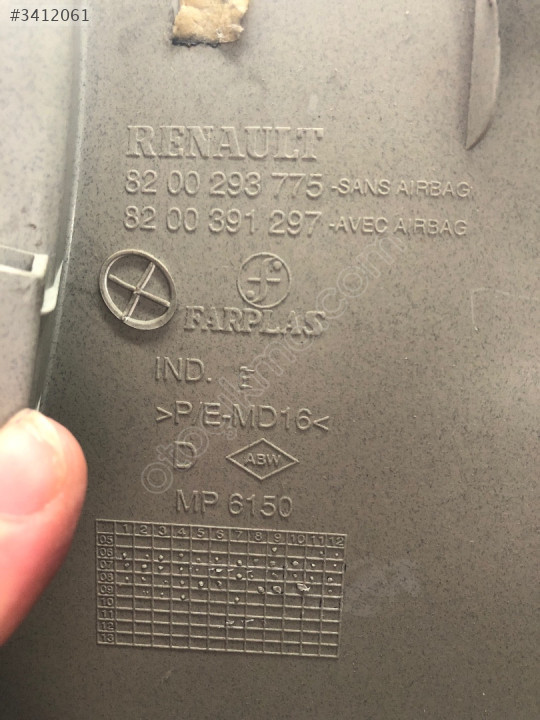 #3412061
RENAULT
82 00 293 775 -SANS AIRBAG
82 00 391 297 -AVEC AIRBAG
FARPLAS
IND. E
>P/E-MD16<
D ABW
MP 6150
1 2 3 4 5 6 7 8 9 10 11 12
05
06
07
08
09
10
11
12
13